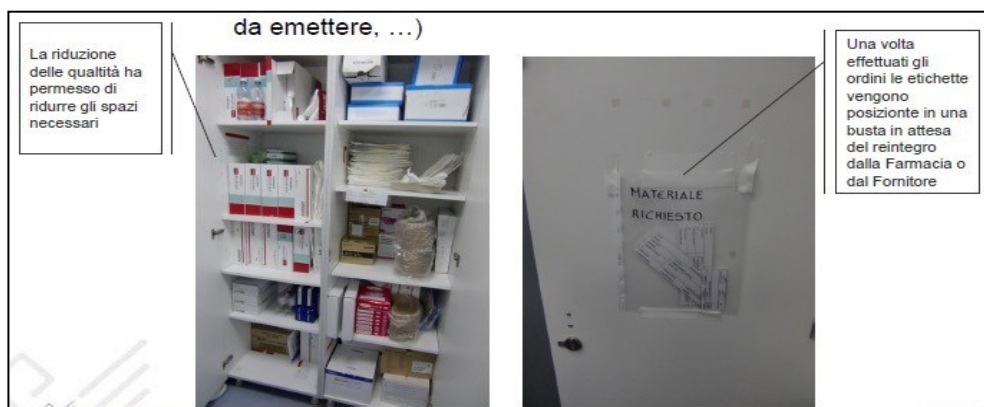 da emettere, …)
La riduzione
delle qualtità ha
permesso di
ridurre gli spazi
necessari
Una volta
effettuati gli
ordini le etichette
vengono
posizionte in una
busta in attesa
del reintegro
dalla Farmacia o
dal Fornitore
MATERIALE
RICHIESTO